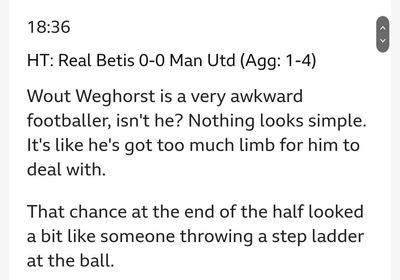 18:36
HT: Real Betis 0-0 Man Utd (Agg: 1-4)
Wout Weghorst is a very awkward
footballer, isn't he? Nothing looks simple.
It's like he's got too much limb for him to
deal with.
That chance at the end of the half looked
a bit like someone throwing a step ladder
at the ball.